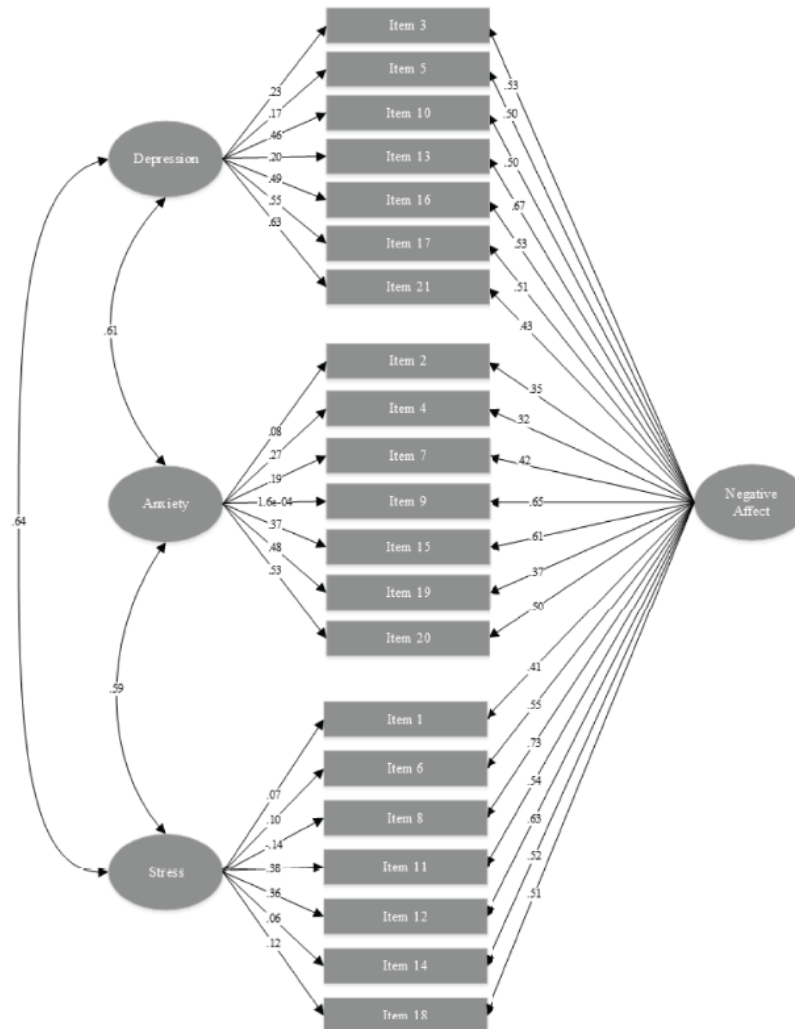 Item 3
.53
Item 5
.23
.50
.17
Item 10
.46
.50
Depression
.20
Item 13
.49
.67
Item 16
.55
.53
.63
Item 17
.51
Item 21
.43
.61
Item 2
.35
.08
Item 4
.32
.27
Item 7
.42
.19
Anxiety
1.6e-04
Item 9
.65
Negative
Affect
.64
.37
Item 15
.61
.48
Item 19
.37
.53
Item 20
.50
.59
.41
Item 1
.55
.07
Item 6
.73
.10
.54
-.14
Item 8
.63
Stress
.38
Item 11
.52
.36
.51
.06
Item 12
.12
Item 14
Item 18